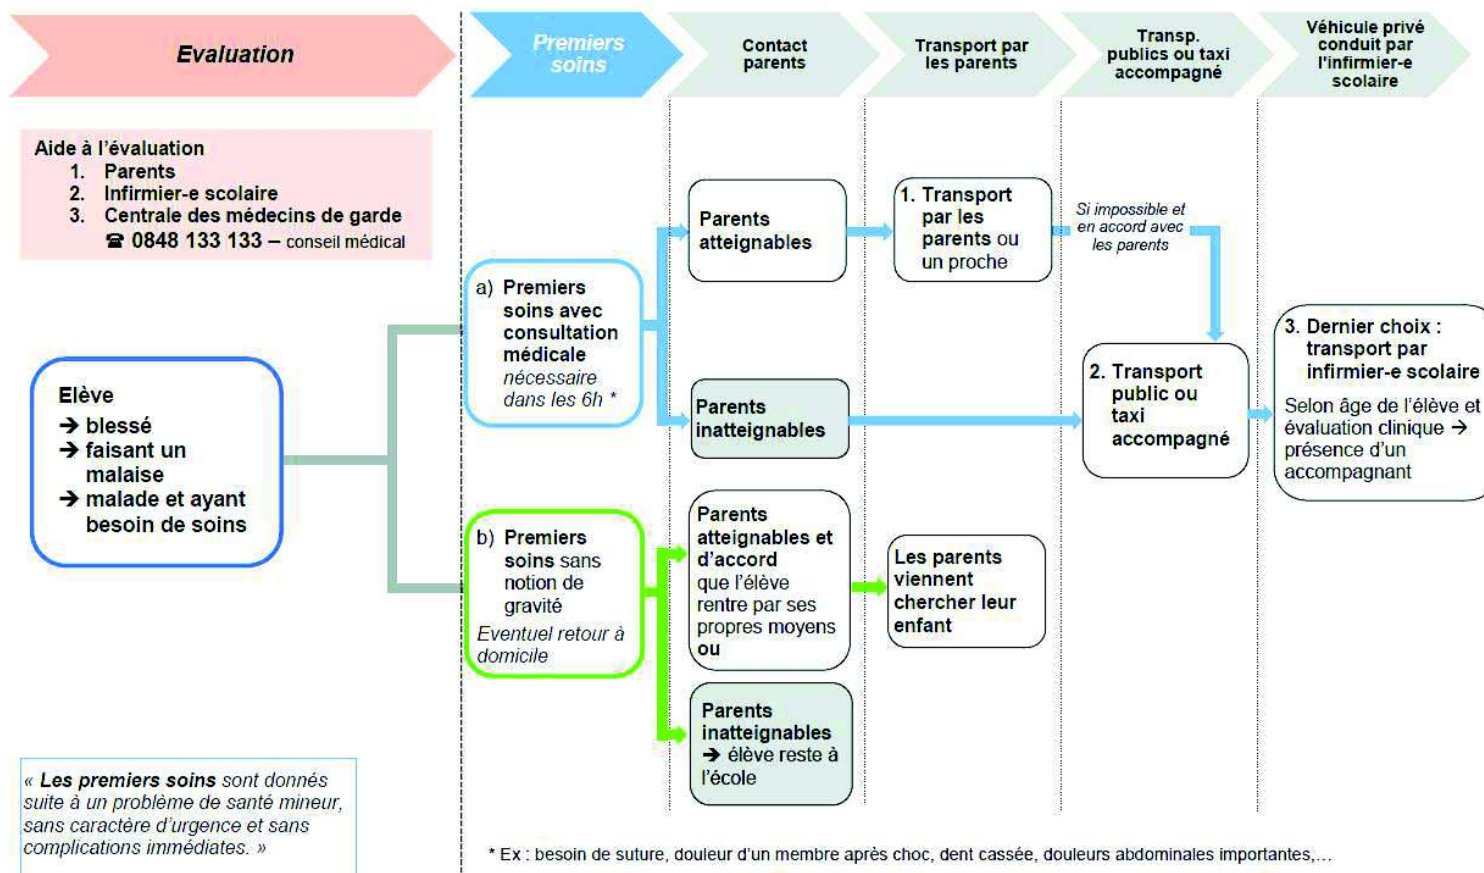 Evaluation
Premiers
soins
Contact
parents
Transport par
les parents
Transp.
publics ou taxi
accompagné
Véhicule privé
conduit par
l'infirmier-e
scolaire
Aide à l'évaluation
1. Parents
2. Infirmier-e scolaire
3. Centrale des médecins de garde
☎ 0848 133 133 – conseil médical
Elève
➔ blessé
➔ faisant un
malaise
➔ malade et ayant
besoin de soins
a) Premiers
soins avec
consultation
médicale
nécessaire
dans les 6h *
Parents
atteignables
1. Transport
par les
parents ou
un proche
Si impossible et
en accord avec
les parents
Parents
inatteignables
2. Transport
public ou
taxi
accompagné
3. Dernier choix :
transport par
infirmier-e scolaire
Selon âge de l'élève et
évaluation clinique ➔
présence d'un
accompagnant
b) Premiers
soins sans
notion de
gravité
Eventuel retour à
domicile
Parents
atteignables et
d'accord
que l'élève
rentre par ses
propres moyens
ou
Les parents
viennent
chercher leur
enfant
Parents
inatteignables
➔ élève reste à
l'école
« Les premiers soins sont donnés
suite à un problème de santé mineur,
sans caractère d'urgence et sans
complications immédiates. »
* Ex : besoin de suture, douleur d'un membre après choc, dent cassée, douleurs abdominales importantes,…